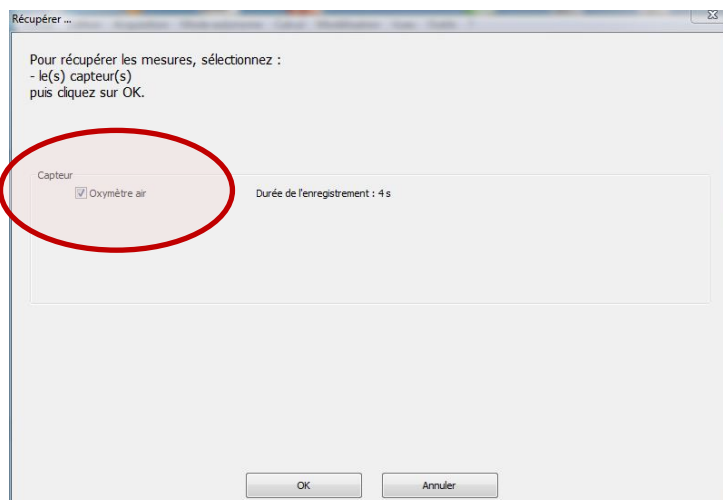 Récupérer ...
Pour récupérer les mesures, sélectionnez :
- le(s) capteur(s)
puis cliquez sur OK.
Capteur
Oxymètre air
Durée de l'enregistrement : 4 s
OK
Annuler